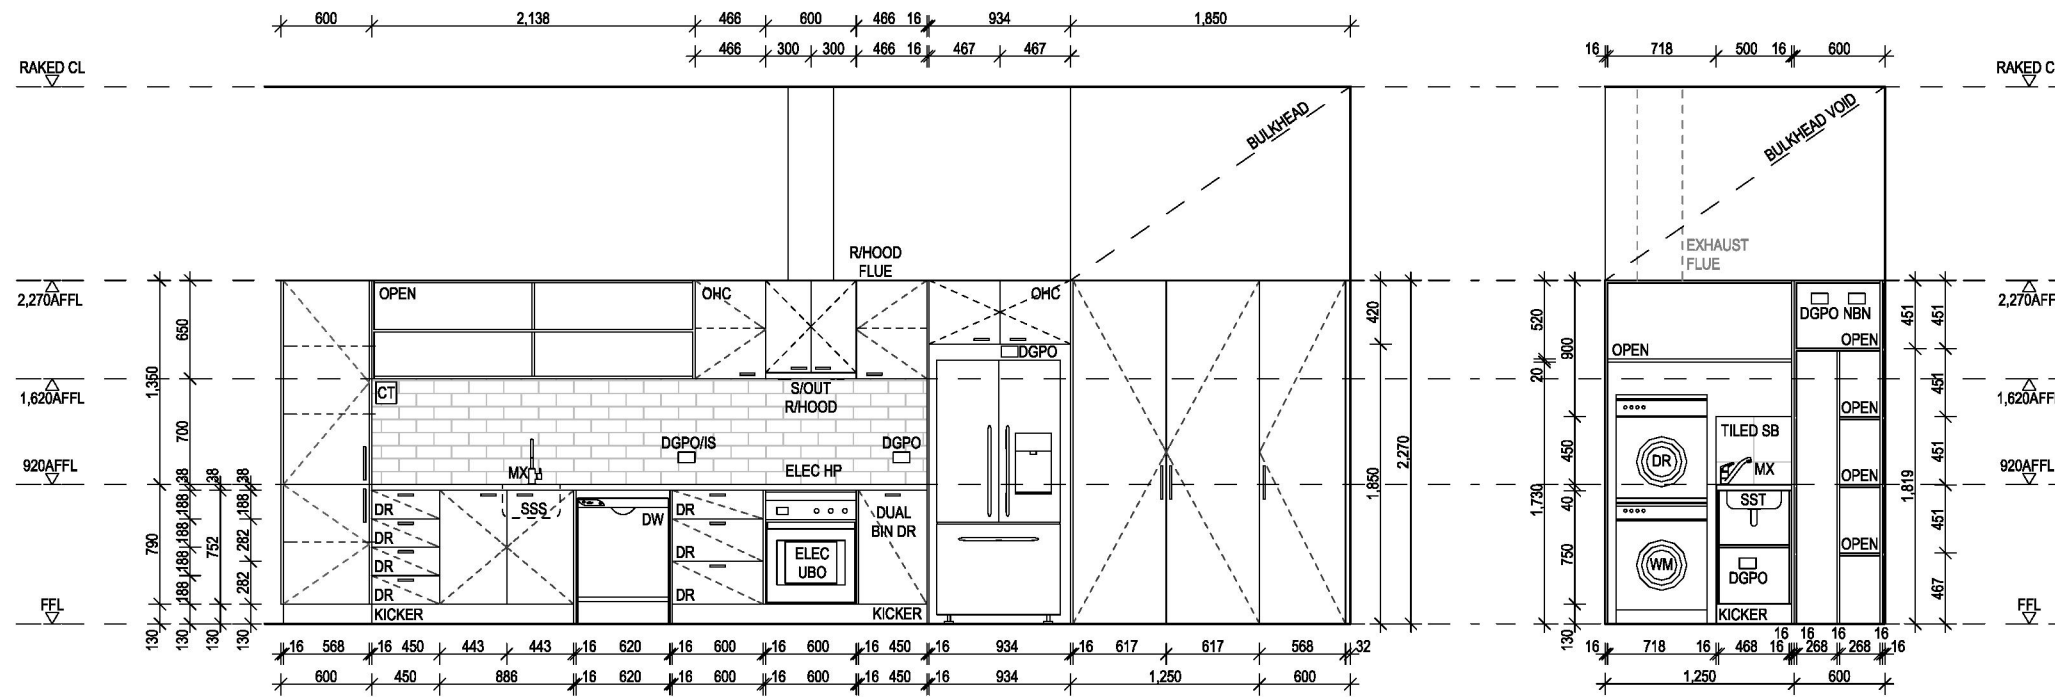 600 2,138 466 600 466 16 934 1,850
466 300 300 466 16 467 467
16 718 500 16 600
RAKED CL
RAKED C
BULKHEAD
BULKHEAD VOID
R/HOOD
FLUE
EXHAUST
FLUE
2,270AFFL
2,270AFF
OPEN
OHC
OHC
DGPO NBN
OPEN
OPEN
DGPO
1,620AFFL
1,620AFF
CT
S/OUT
R/HOOD
OPEN
TILED SB
DGPO/IS
DGPO
DR
MX
920AFFL
920AFFL
MX
ELEC HP
OPEN
SST
DR
SSS
DW
DR
DUAL
BIN DR
DR
DR
OPEN
DR
ELEC
UBO
WM
DGPO
DR
DR
KICKER
KICKER
KICKER
FFL
FFL
1,350
790
130
650
700
38
188
188
188
188
130
38
752
130
38
188
282
282
130
420
1,850
2,270
520
20
1,730
900
450
40
750
130
451
1,819
451
451
451
451
467
16 568 16 450 443 443 16 620 16 600 16 600 16 450 16 934 16 617 617 568 32
600 450 886 16 620 16 600 16 600 16 450 16 934 1,250 600
16 16 16 16
16 718 468 16 268 268 16
1,250 600